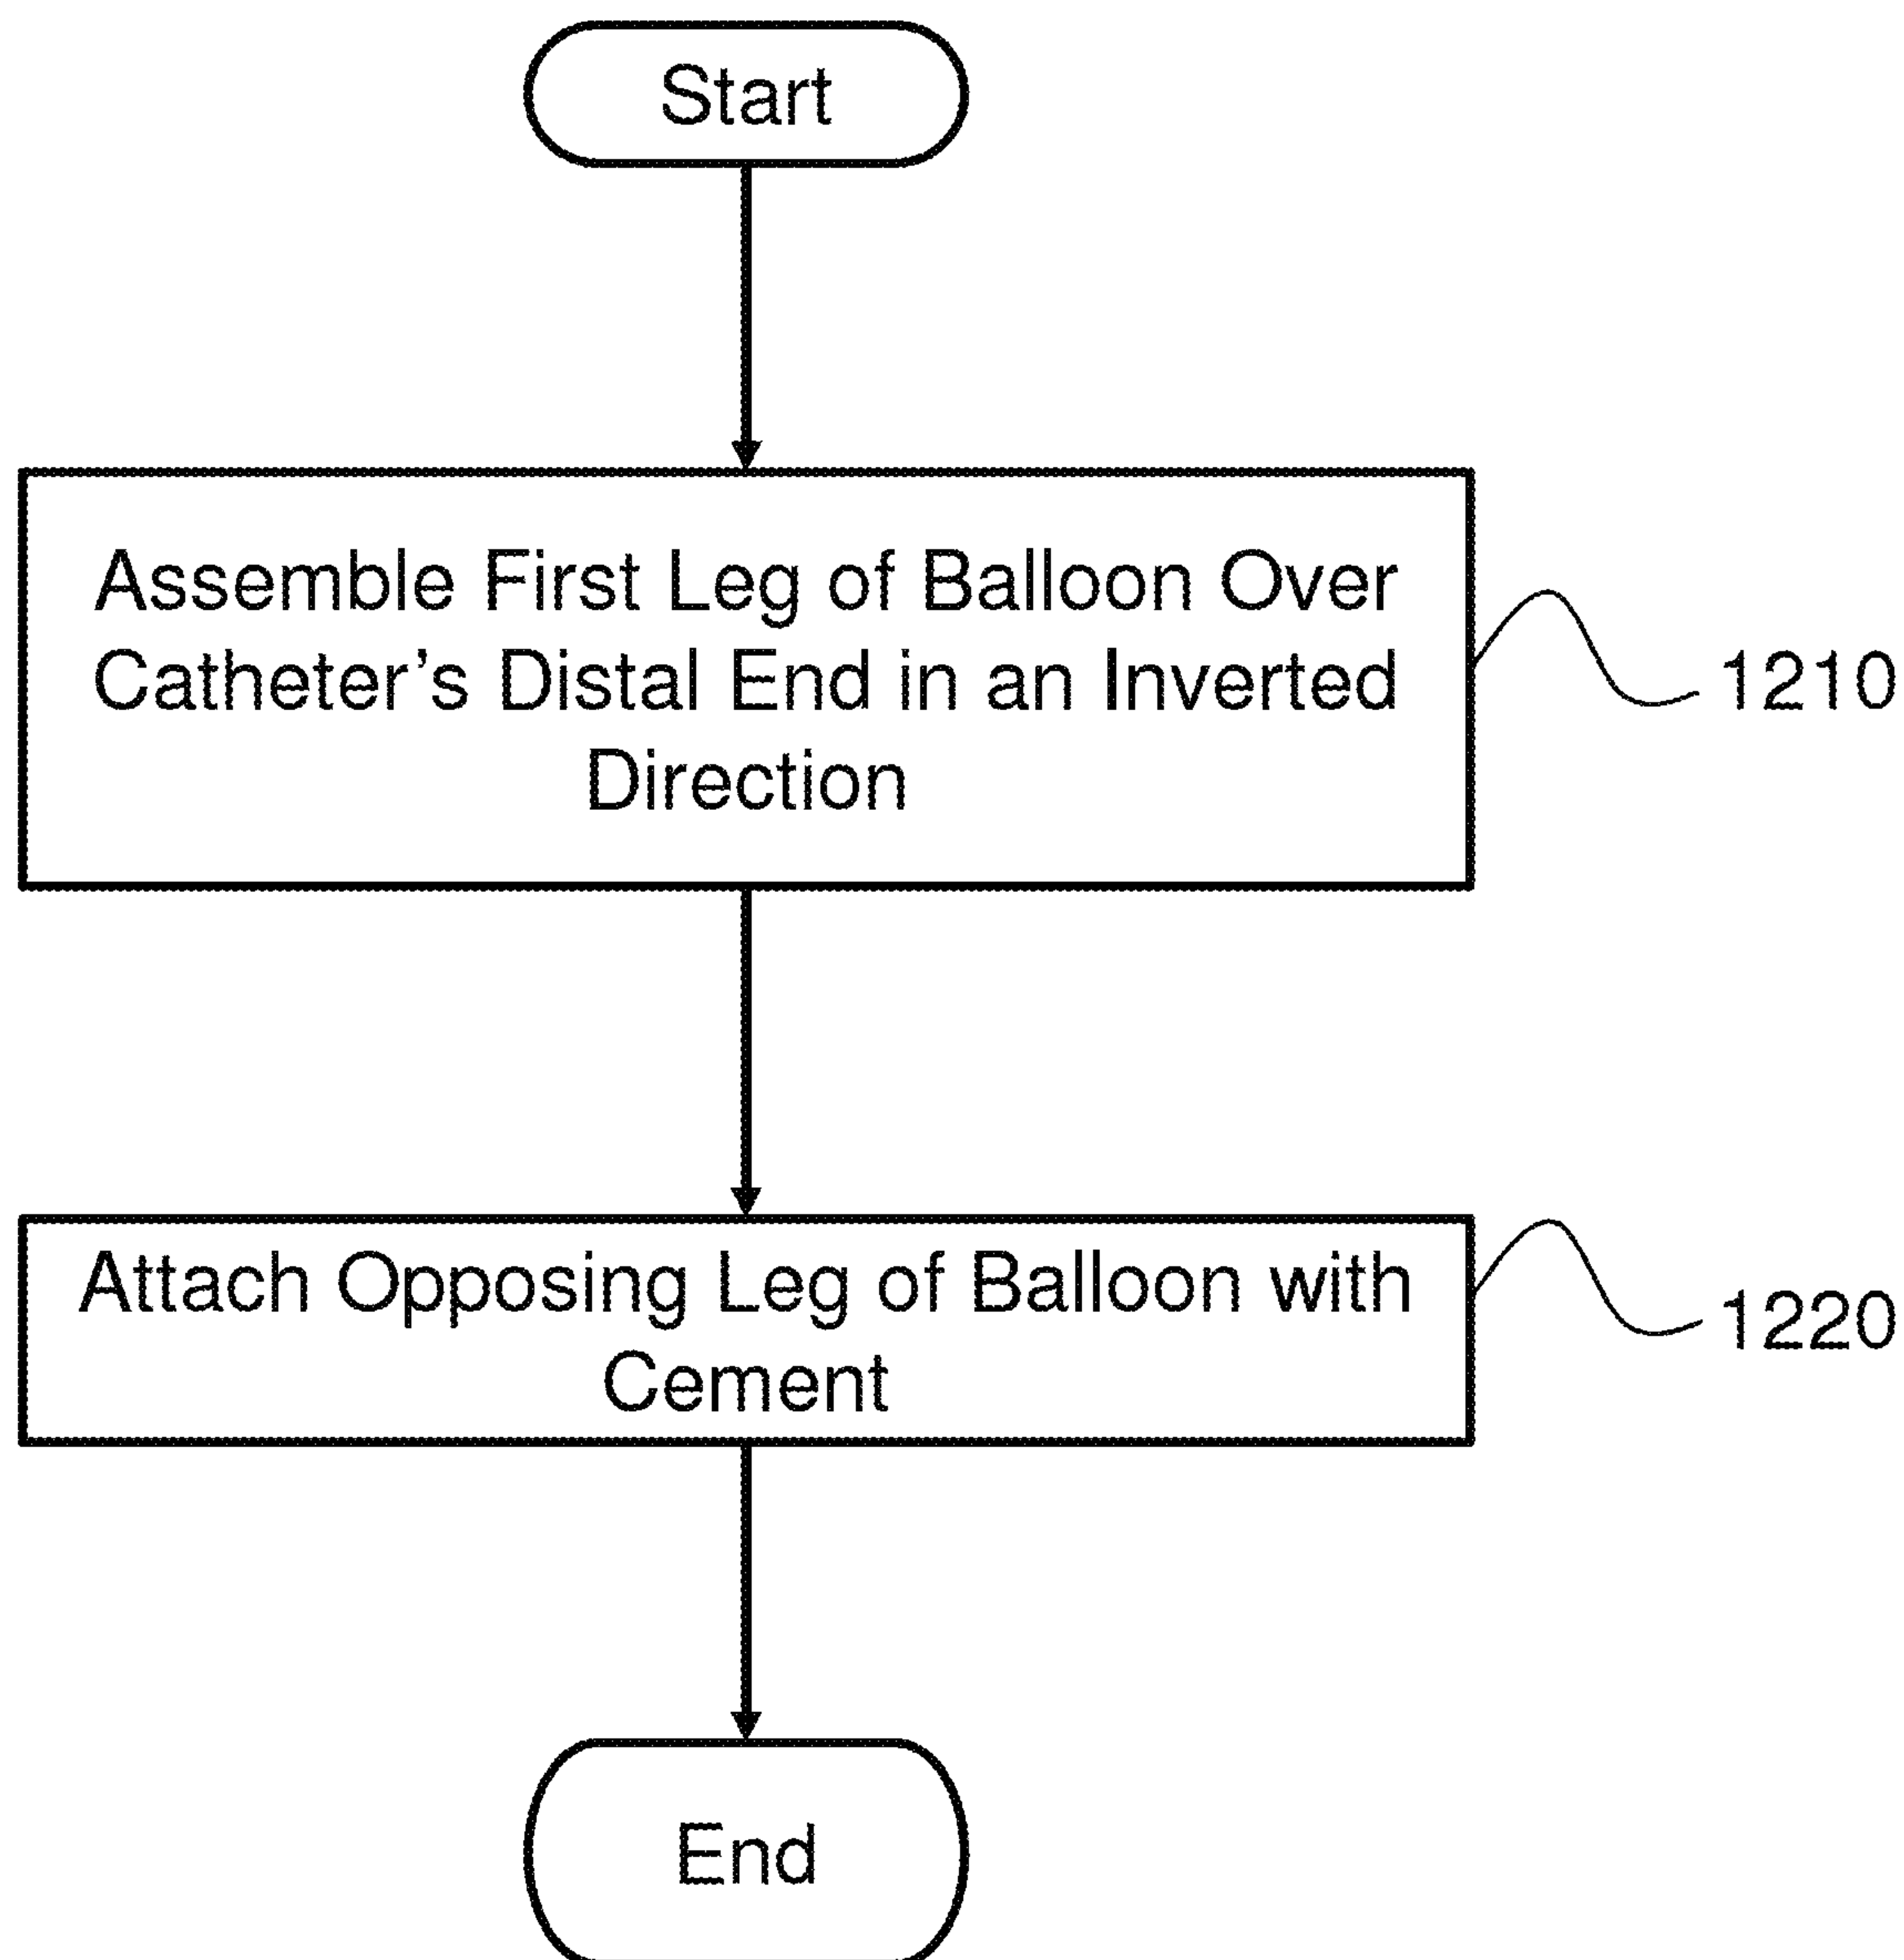 Start
Assemble First Leg of Balloon Over
Catheter’s Distal End in an Inverted
Direction
1210
Attach Opposing Leg of Balloon with
Cement
1220
End